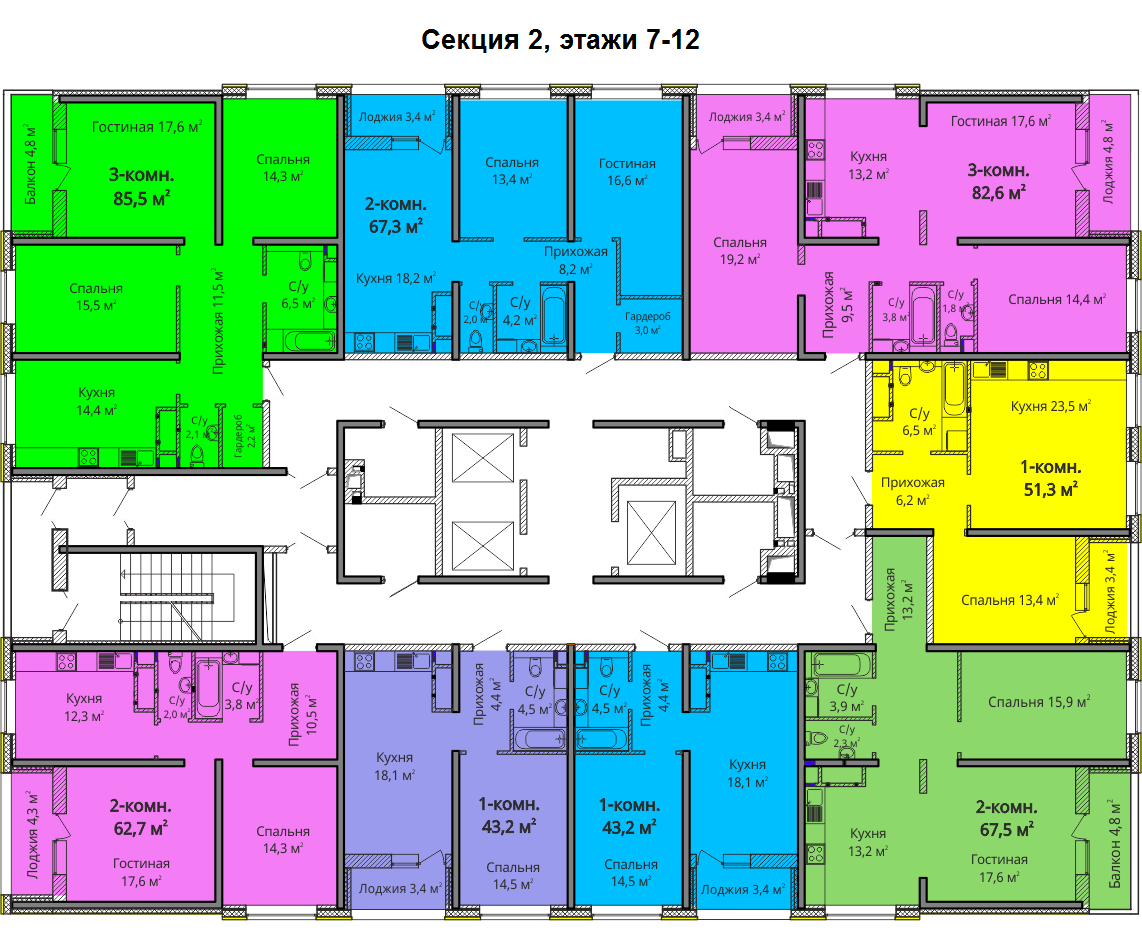 Секция 2, этажи 7-12
Балкон 4,8 м²
Гостиная 17,6 м²
3-комн.
85,5 м²
Спальня
14,3 м²
Спальня
15,5 м²
Прихожая 11,5 м²
С/у
6,5 м²
Кухня
14,4 м²
С/у
2,1 м
Гардероб
2,2 м²
Лоджия 3,4 м²
2-комн.
67,3 м²
Кухня 18,2 м²
Спальня
13,4 м²
Гостиная
16,6 м²
Прихожая
8,2 м²
С/у
2,0 м
С/у
4,2 м²
Гардероб
3,0 м²
Лоджия 3,4 м²
Спальня
19,2 м²
Кухня
13,2 м²
Гостиная 17,6 м²
3-комн.
82,6 м²
Лоджия 4,8 м²
Прихожая
9,5 м²
С/у
3,8 м²
С/у
1,8 м²
Спальня 14,4 м²
С/у
6,5 м²
Кухня 23,5 м²
1-комн.
51,3 м²
Прихожая
6,2 м²
Спальня 13,4 м²
Лоджия 3,4 м²
Прихожая
13,2 м²
С/у
3,9 м²
С/у
2,3 м²
Спальня 15,9 м²
Кухня
13,2 м²
2-комн.
67,5 м²
Гостиная
17,6 м²
Балкон 4,8 м²
Кухня
12,3 м²
С/у
2,0 м²
С/у
3,8 м²
Прихожая
10,5 м²
Лоджия 4,3 м²
2-комн.
62,7 м²
Гостиная
17,6 м²
Спальня
14,3 м²
Кухня
18,1 м²
Прихожая
4,4 м²
С/у
4,5 м²
1-комн.
43,2 м²
Спальня
14,5 м²
Лоджия 3,4 м²
С/у
4,5 м²
Прихожая
4,4 м²
Кухня
18,1 м²
1-комн.
43,2 м²
Спальня
14,5 м²
Лоджия 3,4 м²